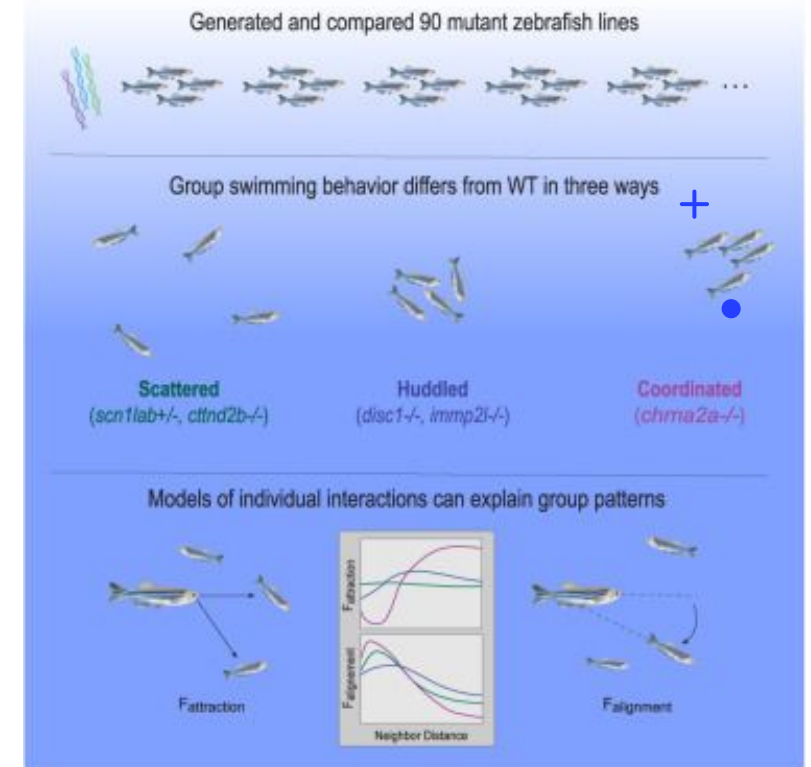 Generated and compared 90 mutant zebrafish lines
...
Group swimming behavior differs from WT in three ways
Scattered
(scn1lab+/-, cttnd2b-/-)
Huddled
(disc1-/-, immp2l-/-)
Coordinated
(chrna2a-/-)
Models of individual interactions can explain group patterns
Fattraction
Falignement
Neighbor Distance
Fattraction
Falignment